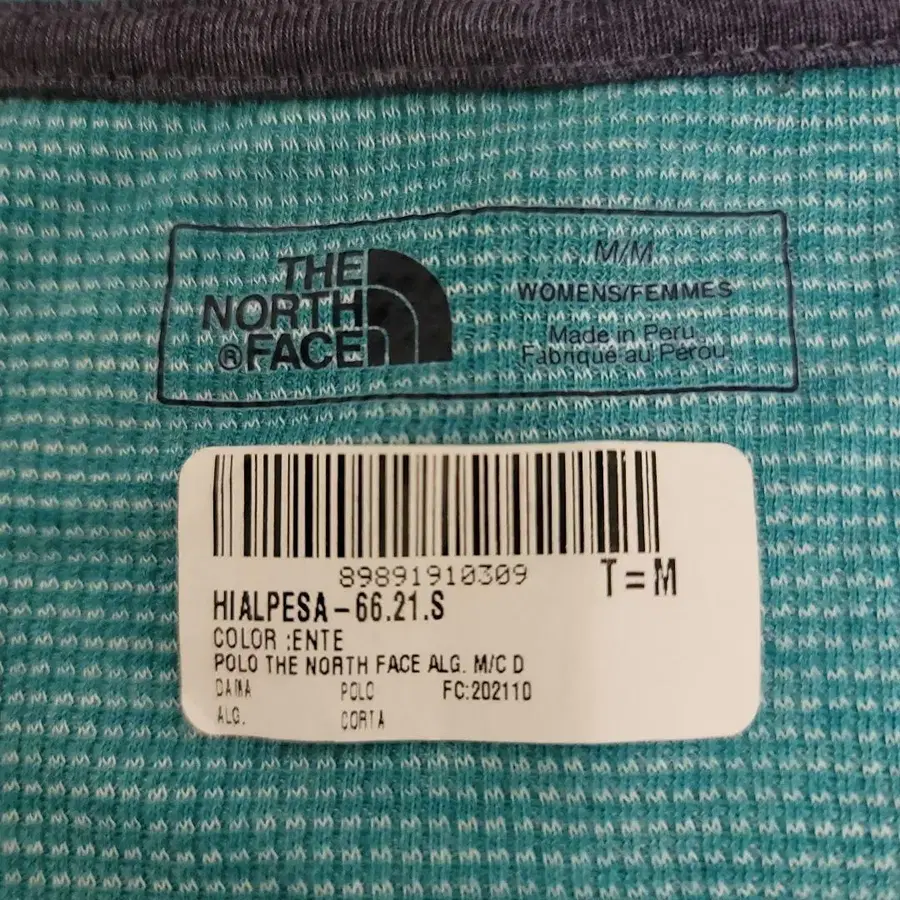 THE
NORTH
®FACE
M/M
WOMENS/FEMMES
Made in Peru
Fabriqué au Pérou
89891910309
T=M
HIALPESA-66.21.S
COLOR :ENTE
POLO THE NORTH FACE ALG. M/C D
DAMA POLO FC:202110
ALG. CORTA